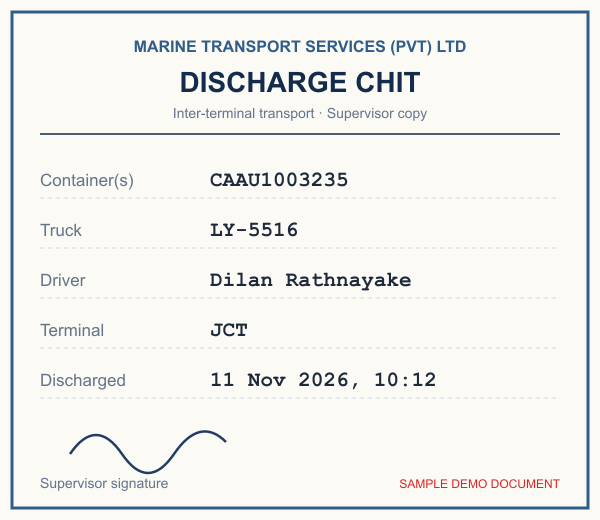 MARINE TRANSPORT SERVICES (PVT) LTD
DISCHARGE CHIT
Inter-terminal transport · Supervisor copy
Container(s) CAAU1003235
Truck LY-5516
Driver Dilan Rathnayake
Terminal JCT
Discharged 11 Nov 2026, 10:12
Supervisor signature SAMPLE DEMO DOCUMENT